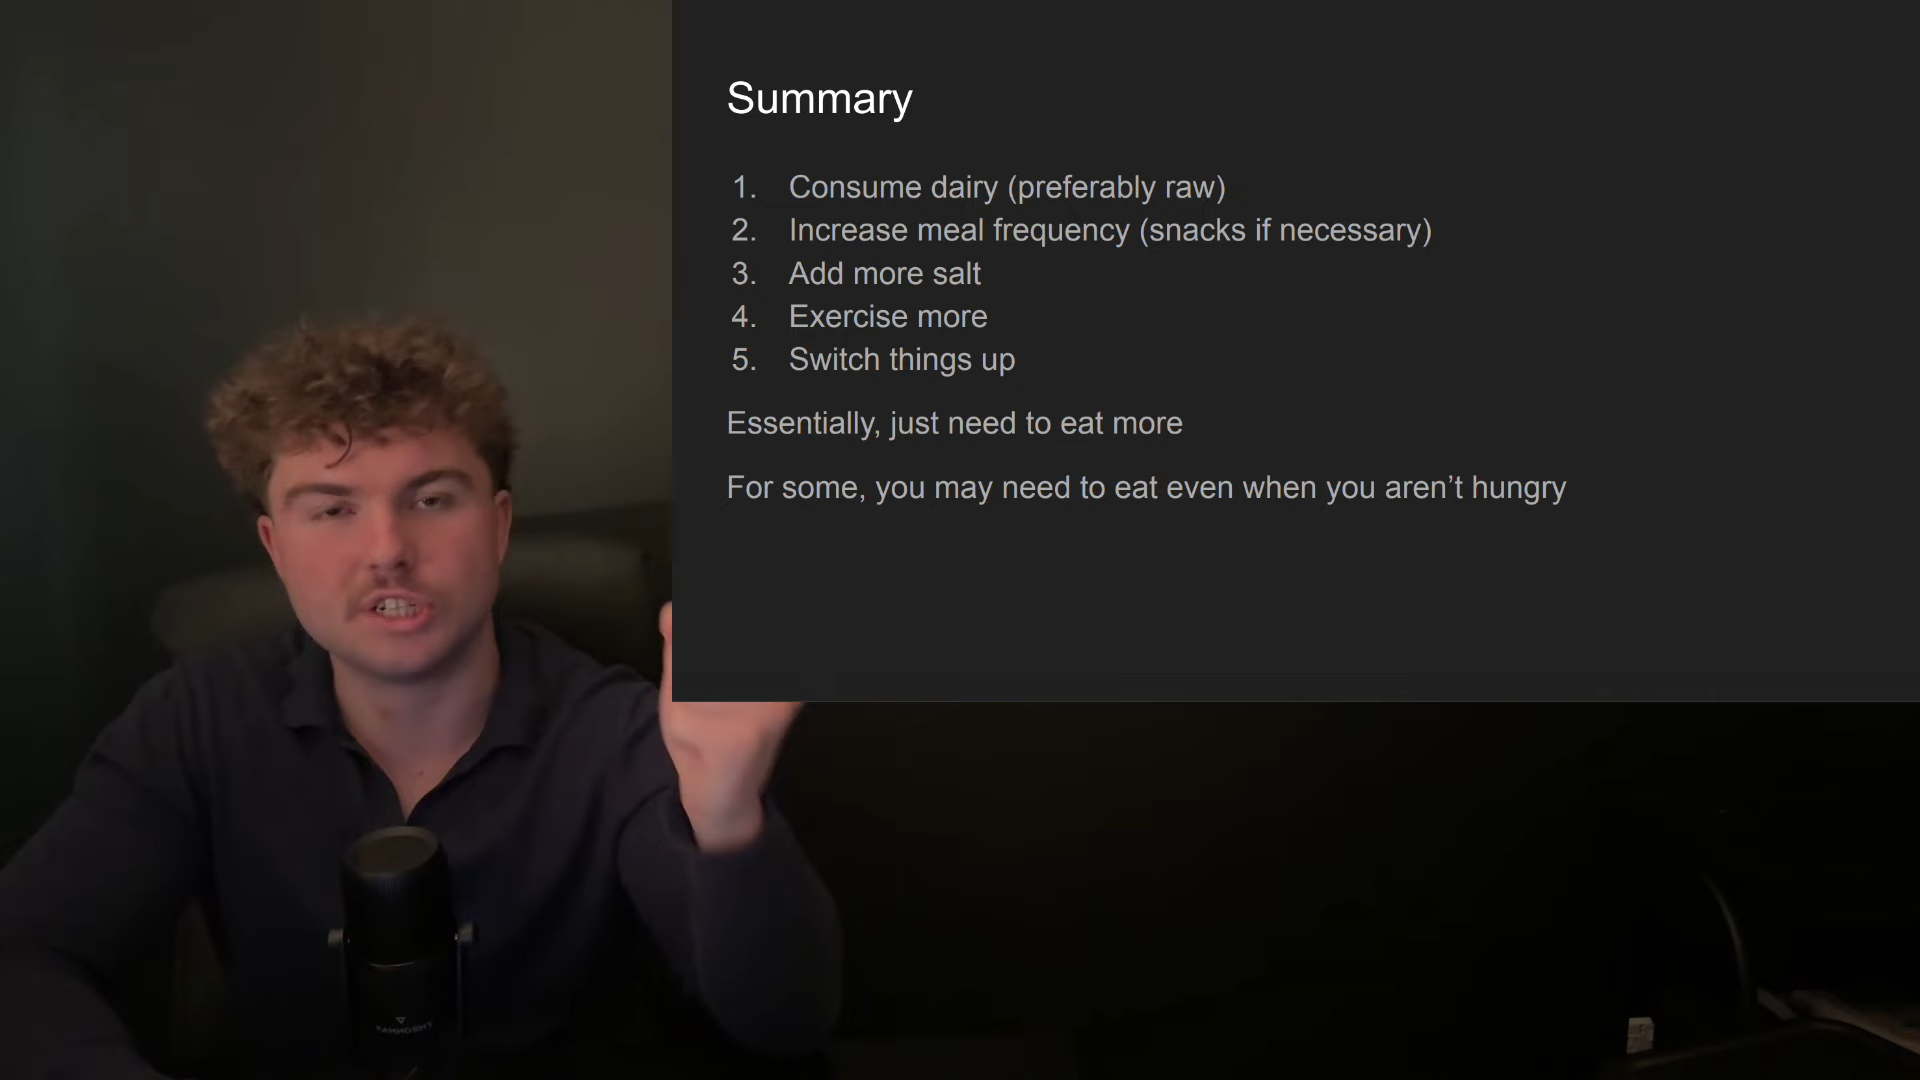 Summary
1. Consume dairy (preferably raw)
2. Increase meal frequency (snacks if necessary)
3. Add more salt
4. Exercise more
5. Switch things up
Essentially, just need to eat more
For some, you may need to eat even when you aren’t hungry